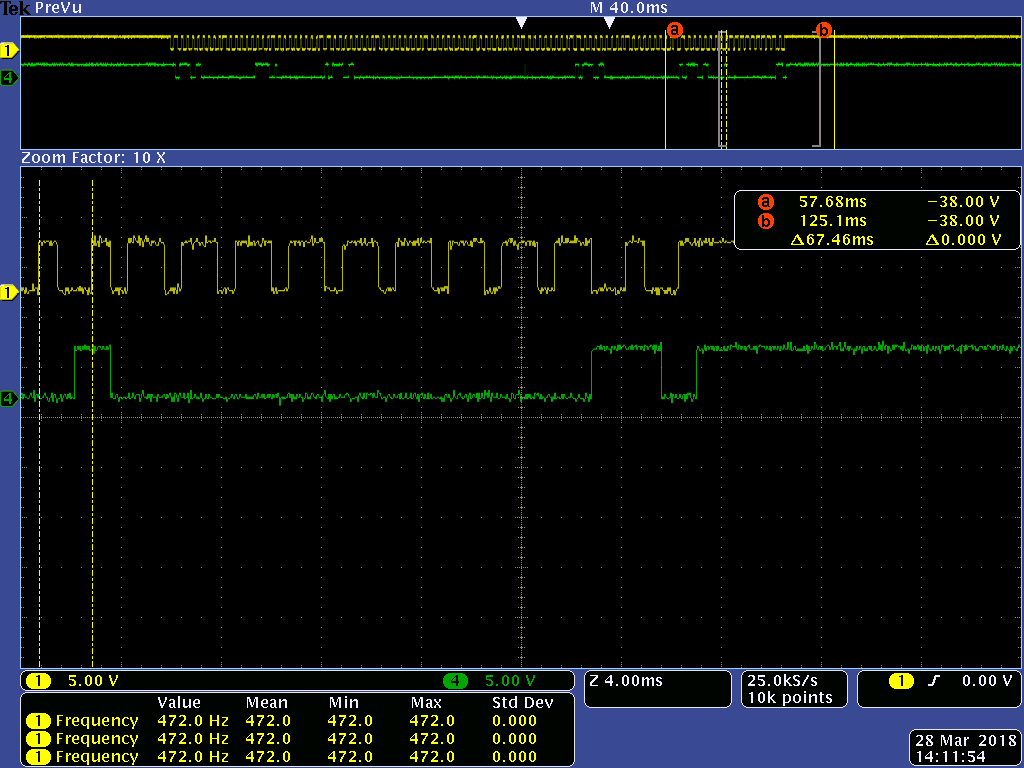 Tek PreVu M 40.0ms
a b
1
4
Zoom Factor: 10 X
a 57.68ms −38.00 V
b 125.1ms −38.00 V
Δ67.46ms Δ0.000 V
1
4
1 5.00 V 4 5.00 V
Z 4.00ms
25.0kS/s
10k points
1 0.00 V
Value Mean Min Max Std Dev
1 Frequency 472.0 Hz 472.0 472.0 472.0 0.000
1 Frequency 472.0 Hz 472.0 472.0 472.0 0.000
1 Frequency 472.0 Hz 472.0 472.0 472.0 0.000
28 Mar 2018
14:11:54